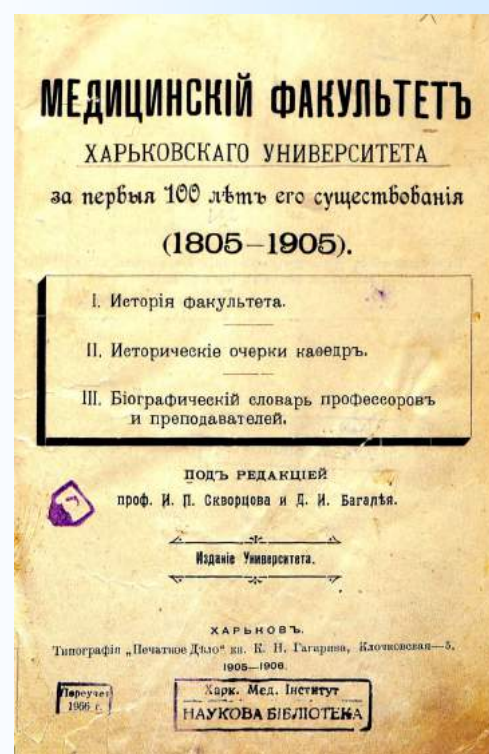 МЕДИЦИНСКІЙ ФАКУЛЬТЕТЪ
ХАРЬКОВСКАГО УНИВЕРСИТЕТА
за первыя 100 лѣтъ его существованія
(1805–1905).
I. Исторія факультета.
II. Историческіе очерки каѳедръ.
III. Біографическій словарь профессоровъ
и преподавателей.
ПОДЪ РЕДАКЦІЕЙ
проф. И. П. Скворцова и Д. И. Багалѣя.
Изданіе Университета.
ХАРЬКОВЪ.
Типографія „Печатное Дѣло“ кн. К. Н. Гагарина, Клочковская—5.
1905—1906.
Переучет
1966 г.
Харк. Мед. Інститут
НАУКОВА БІБЛІОТЕКА